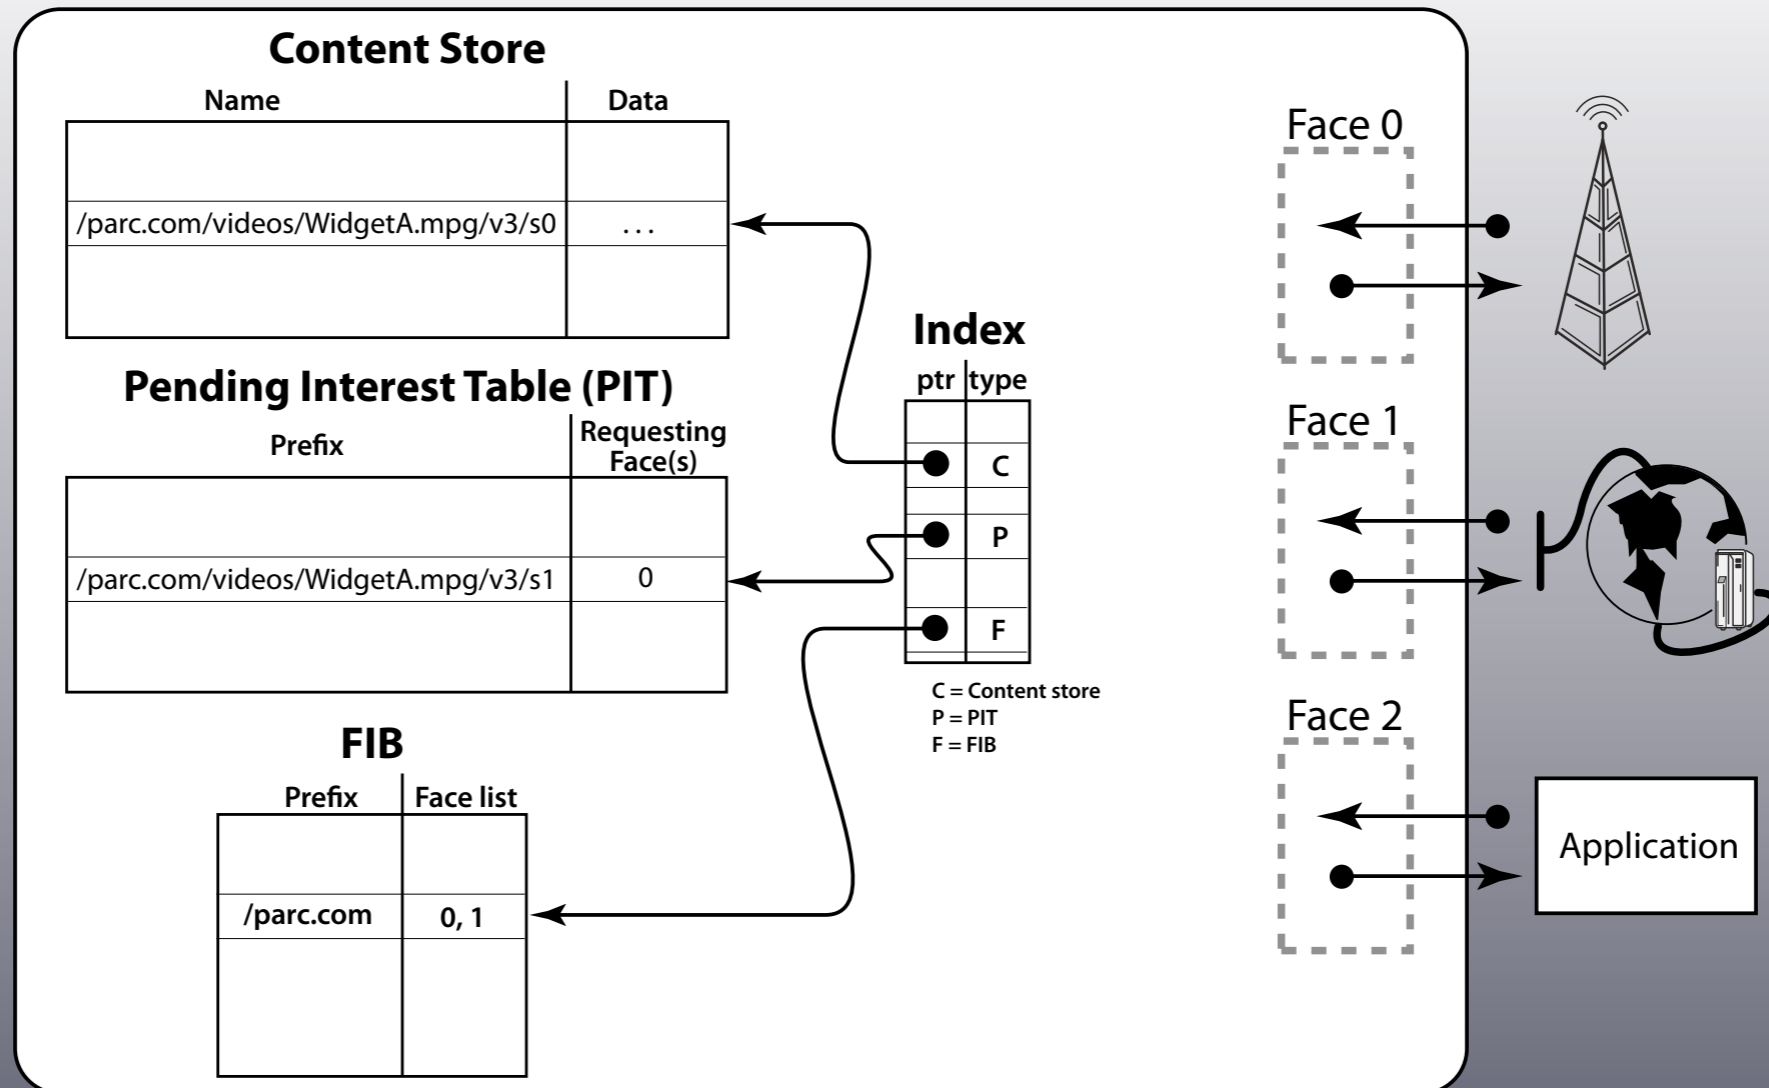 Content Store
Name Data
/parc.com/videos/WidgetA.mpg/v3/s0 ...
Pending Interest Table (PIT)
Prefix Requesting
Face(s)
/parc.com/videos/WidgetA.mpg/v3/s1 0
FIB
Prefix Face list
/parc.com 0, 1
Index
ptr type
C
P
F
C = Content store
P = PIT
F = FIB
Face 0
Face 1
Face 2
Application